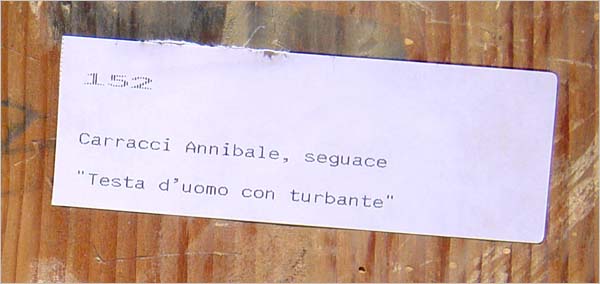 152
Carracci Annibale, seguace
"Testa d'uomo con turbante"